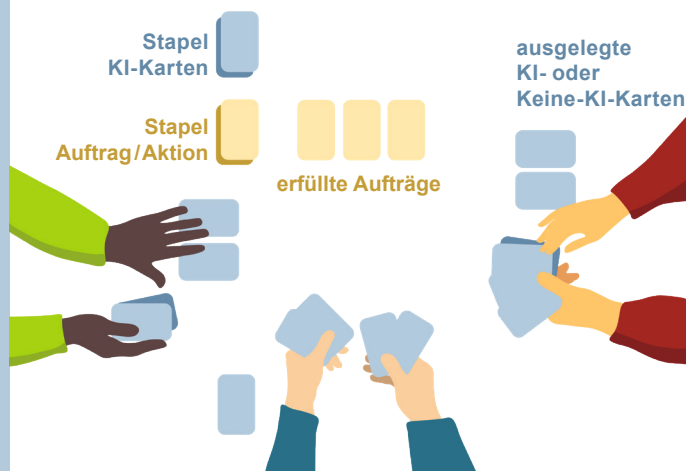 Stapel
KI-Karten
ausgelegte
KI- oder
Keine-KI-Karten
Stapel
Auftrag/Aktion
erfüllte Aufträge